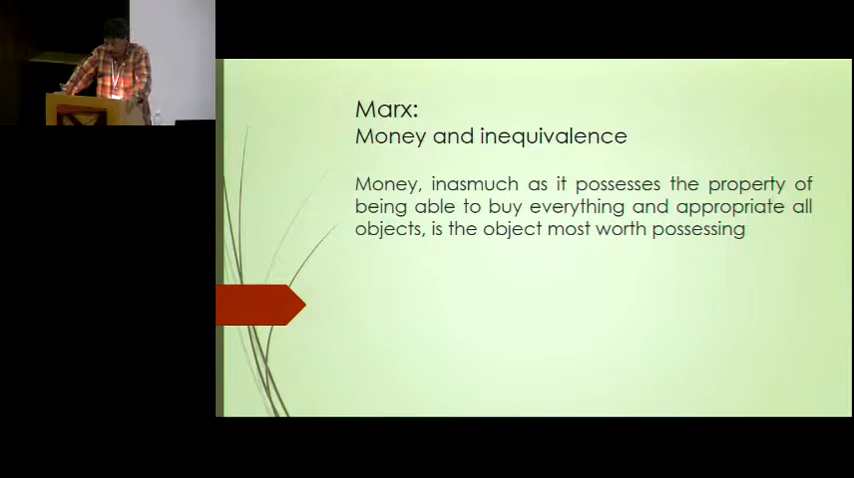 Marx:
Money and inequivalence
Money, inasmuch as it possesses the property of
being able to buy everything and appropriate all
objects, is the object most worth possessing